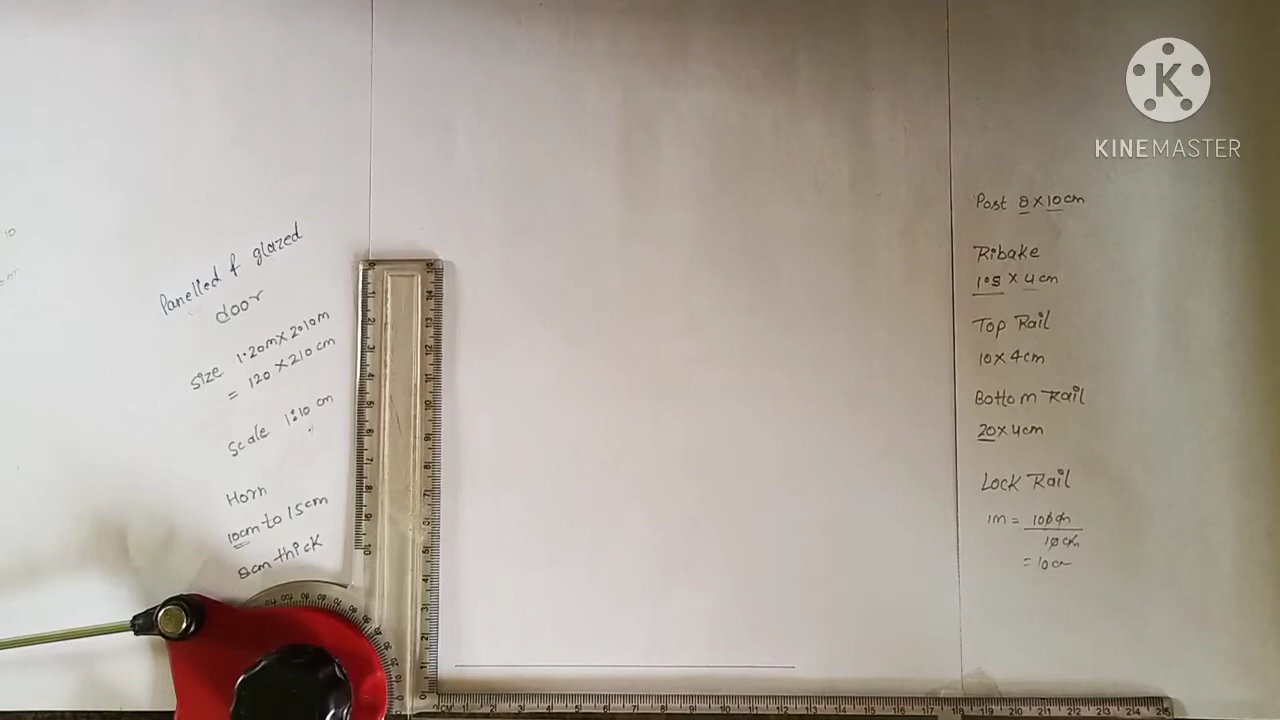 Panelled & glazed
door
Size 1.20m x 2.10m
= 120 x 210 cm
Scale 1:10 cm
Horn
10cm to 15cm
8cm thick
Post 8 x 10cm
Ribake
1.5 x 4cm
Top Rail
10 x 4cm
Bottom Rail
20 x 4cm
Lock Rail
1M = 100cm
10cm
= 10cm
KINEMASTER